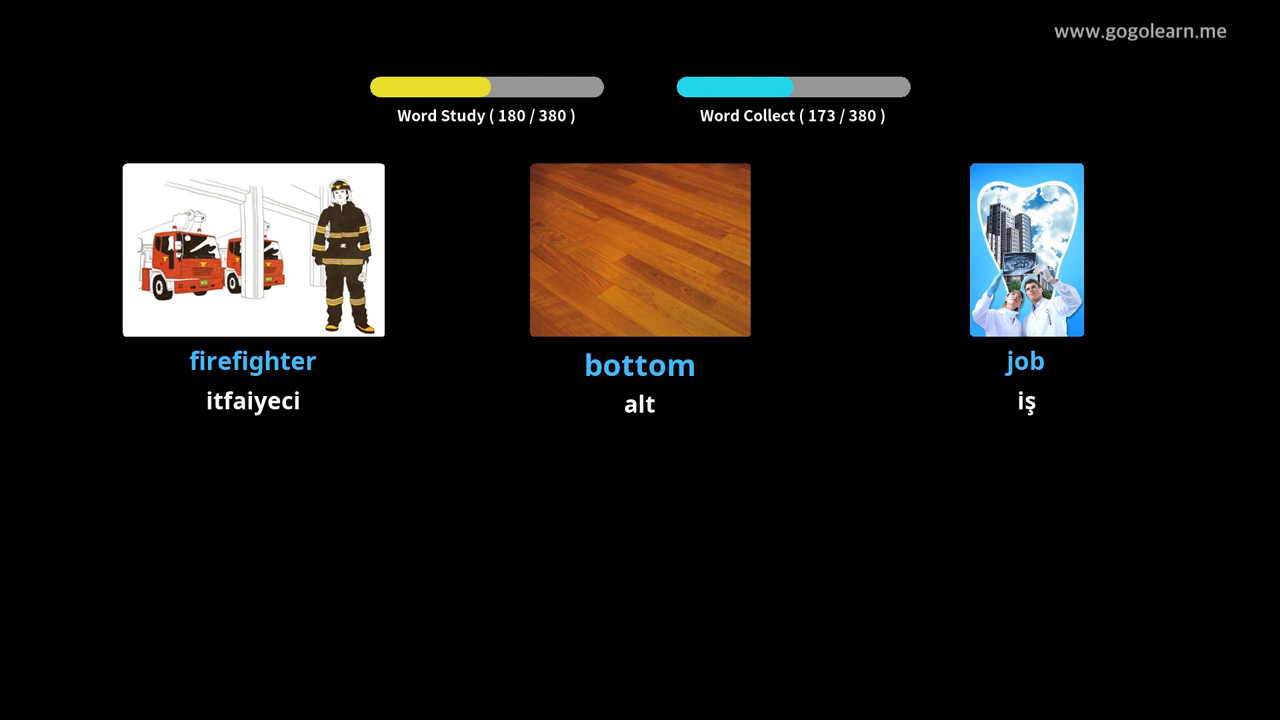 www.gogolearn.me
Word Study ( 180 / 380 )
Word Collect ( 173 / 380 )
firefighter
itfaiyeci
bottom
alt
job
iş